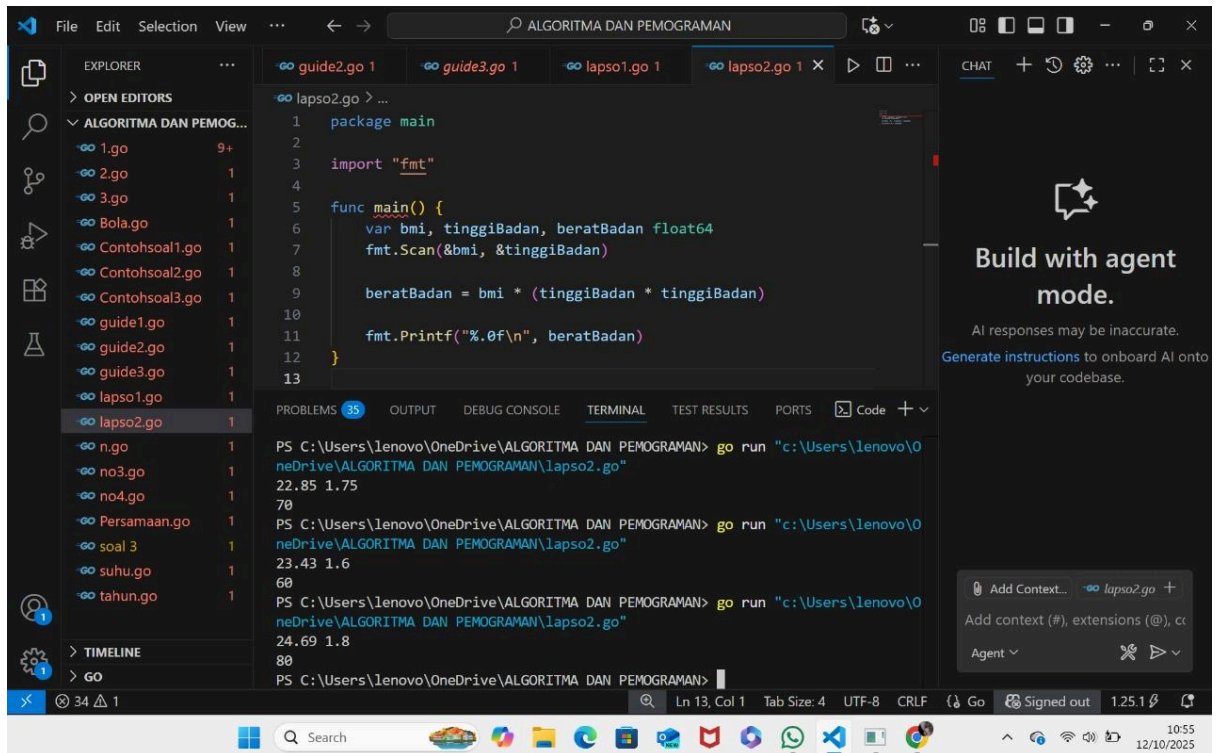 File Edit Selection View ...
ALGORITMA DAN PEMOGRAMAN
EXPLORER ...
> OPEN EDITORS
ALGORITMA DAN PEMOG...
1.go 9+
2.go 1
3.go 1
Bola.go 1
Contohsoal1.go 1
Contohsoal2.go 1
Contohsoal3.go 1
guide1.go 1
guide2.go 1
guide3.go 1
lapso1.go 1
lapso2.go 1
n.go 1
no3.go 1
no4.go 1
Persamaan.go 1
soal 3 1
suhu.go 1
tahun.go 1
> TIMELINE
> GO
guide2.go 1 guide3.go 1 lapso1.go 1 lapso2.go 1
lapso2.go > ...
1 package main
2
3 import "fmt"
4
5 func main() {
6 var bmi, tinggiBadan, beratBadan float64
7 fmt.Scan(&bmi, &tinggiBadan)
8
9 beratBadan = bmi * (tinggiBadan * tinggiBadan)
10
11 fmt.Printf("%.0f\n", beratBadan)
12 }
13
PROBLEMS 35 OUTPUT DEBUG CONSOLE TERMINAL TEST RESULTS PORTS Code
PS C:\Users\lenovo\OneDrive\ALGORITMA DAN PEMOGRAMAN> go run "c:\Users\lenovo\O
neDrive\ALGORITMA DAN PEMOGRAMAN\lapso2.go"
22.85 1.75
70
PS C:\Users\lenovo\OneDrive\ALGORITMA DAN PEMOGRAMAN> go run "c:\Users\lenovo\O
neDrive\ALGORITMA DAN PEMOGRAMAN\lapso2.go"
23.43 1.6
60
PS C:\Users\lenovo\OneDrive\ALGORITMA DAN PEMOGRAMAN> go run "c:\Users\lenovo\O
neDrive\ALGORITMA DAN PEMOGRAMAN\lapso2.go"
24.69 1.8
80
PS C:\Users\lenovo\OneDrive\ALGORITMA DAN PEMOGRAMAN>
CHAT
Build with agent
mode.
AI responses may be inaccurate.
Generate instructions to onboard AI onto
your codebase.
Add Context... lapso2.go +
Add context (#), extensions (@), cc
Agent
34 1 Ln 13, Col 1 Tab Size: 4 UTF-8 CRLF Go Signed out 1.25.1
Search
10:55
12/10/2025